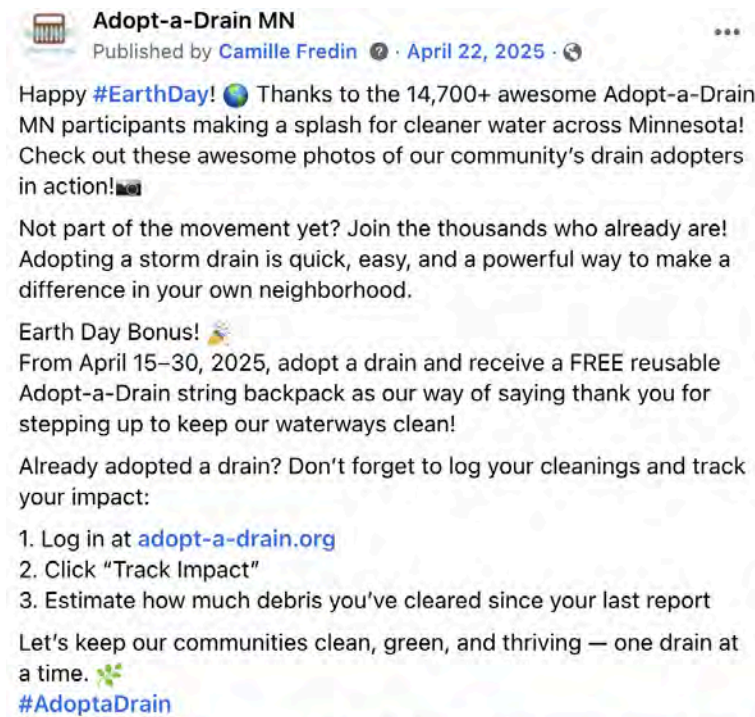 Adopt-a-Drain MN
Published by Camille Fredin · April 22, 2025 ·
Happy #EarthDay! 🌎 Thanks to the 14,700+ awesome Adopt-a-Drain
MN participants making a splash for cleaner water across Minnesota!
Check out these awesome photos of our community’s drain adopters
in action!📷
Not part of the movement yet? Join the thousands who already are!
Adopting a storm drain is quick, easy, and a powerful way to make a
difference in your own neighborhood.
Earth Day Bonus! 🎉
From April 15–30, 2025, adopt a drain and receive a FREE reusable
Adopt-a-Drain string backpack as our way of saying thank you for
stepping up to keep our waterways clean!
Already adopted a drain? Don’t forget to log your cleanings and track
your impact:
1. Log in at adopt-a-drain.org
2. Click “Track Impact”
3. Estimate how much debris you’ve cleared since your last report
Let’s keep our communities clean, green, and thriving — one drain at
a time. 🌿
#AdoptaDrain